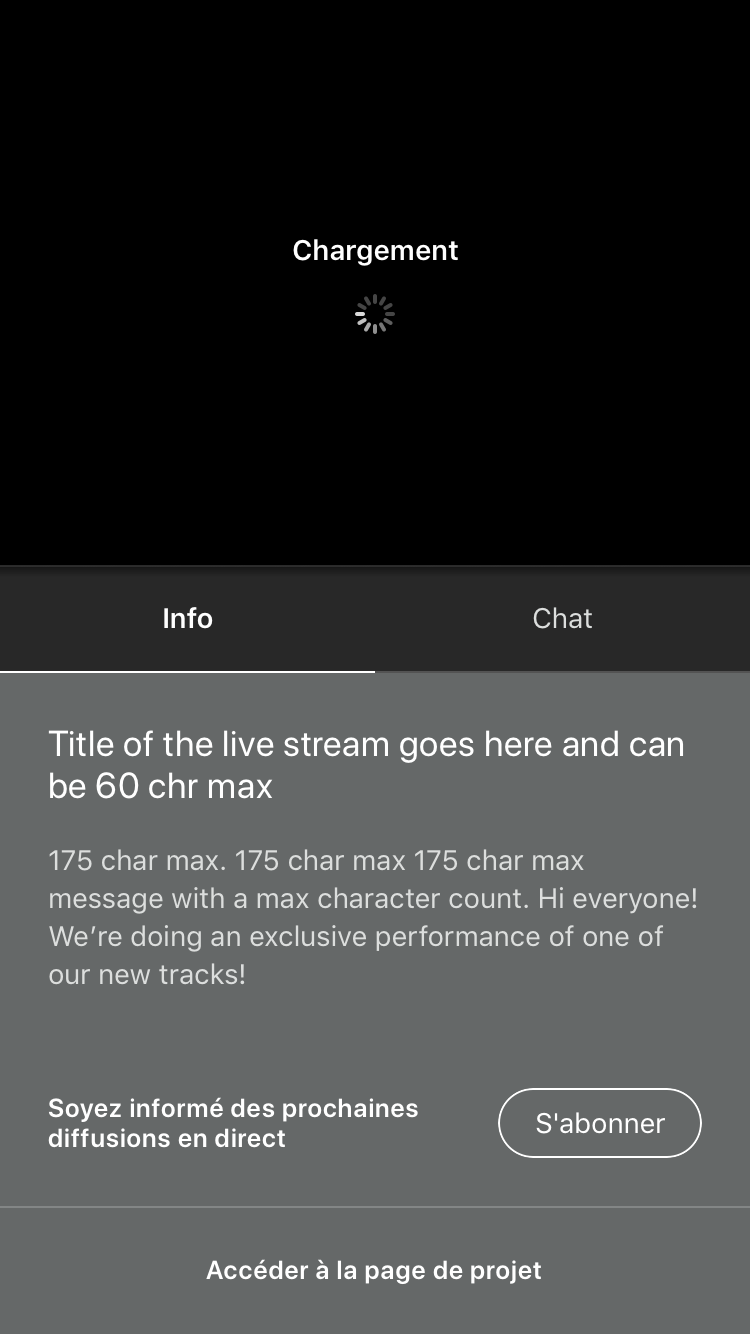 Chargement
Info
Chat
Title of the live stream goes here and can
be 60 chr max
175 char max. 175 char max 175 char max
message with a max character count. Hi everyone!
We’re doing an exclusive performance of one of
our new tracks!
Soyez informé des prochaines
diffusions en direct
S'abonner
Accéder à la page de projet